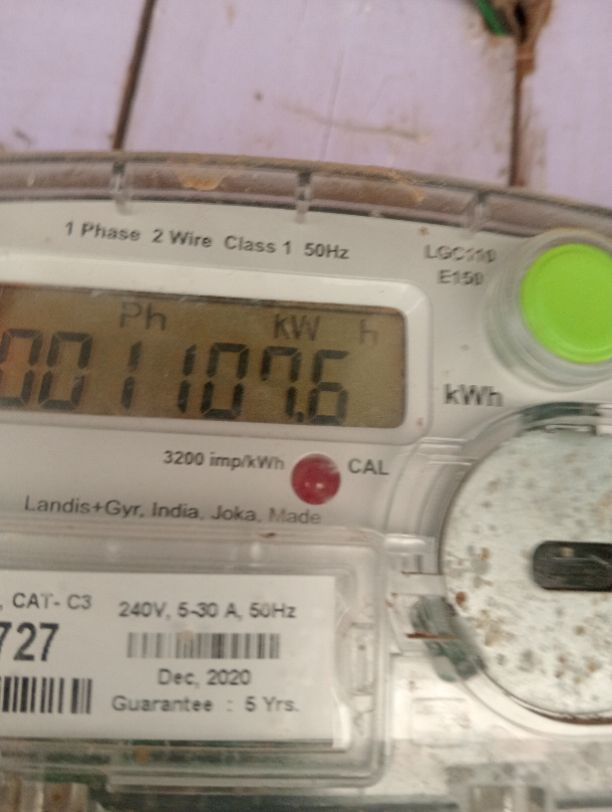 1 Phase 2 Wire Class 1 50Hz
LGC110
E150
Ph kW h
001107.6
kWh
3200 imp/kWh CAL
Landis+Gyr, India, Joka, Made
, CAT- C3
727
240V, 5-30 A, 50Hz
Dec, 2020
Guarantee : 5 Yrs.